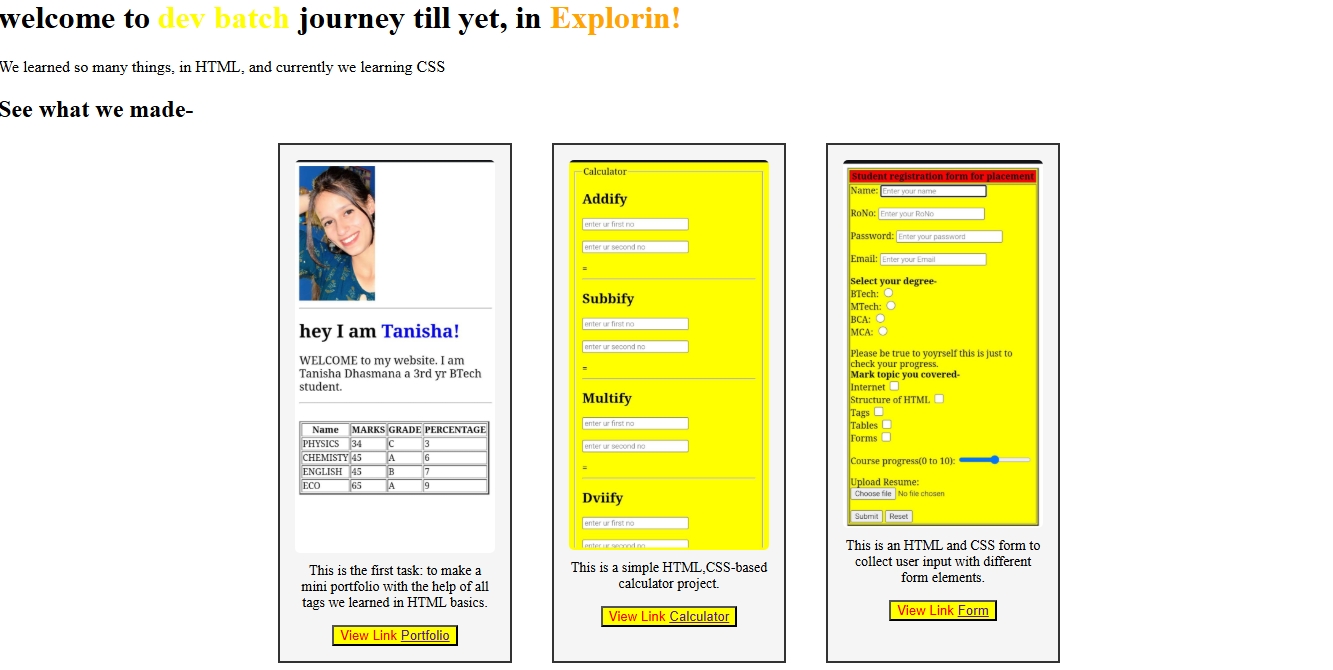 welcome to dev batch journey till yet, in Explorin!
We learned so many things, in HTML, and currently we learning CSS
See what we made-
hey I am Tanisha!
WELCOME to my website. I am
Tanisha Dhasmana a 3rd yr BTech
student.
Name MARKS GRADE PERCENTAGE
PHYSICS 34 C 3
CHEMISTY 45 A 6
ENGLISH 45 B 7
ECO 65 A 9
This is the first task: to make a
mini portfolio with the help of all
tags we learned in HTML basics.
View Link Portfolio
Calculator
Addify
enter ur first no
enter ur second no
=
Subbify
enter ur first no
enter ur second no
=
Multify
enter ur first no
enter ur second no
=
Dviify
enter ur first no
enter ur second no
This is a simple HTML,CSS-based
calculator project.
View Link Calculator
Student registration form for placement
Name: Enter your name
RoNo: Enter your RoNo
Password: Enter your password
Email: Enter your Email
Select your degree-
BTech:
MTech:
BCA:
MCA:
Please be true to yoyrself this is just to
check your progress.
Mark topic you covered-
Internet
Structure of HTML
Tags
Tables
Forms
Course progress(0 to 10):
Upload Resume:
Choose file No file chosen
Submit Reset
This is an HTML and CSS form to
collect user input with different
form elements.
View Link Form